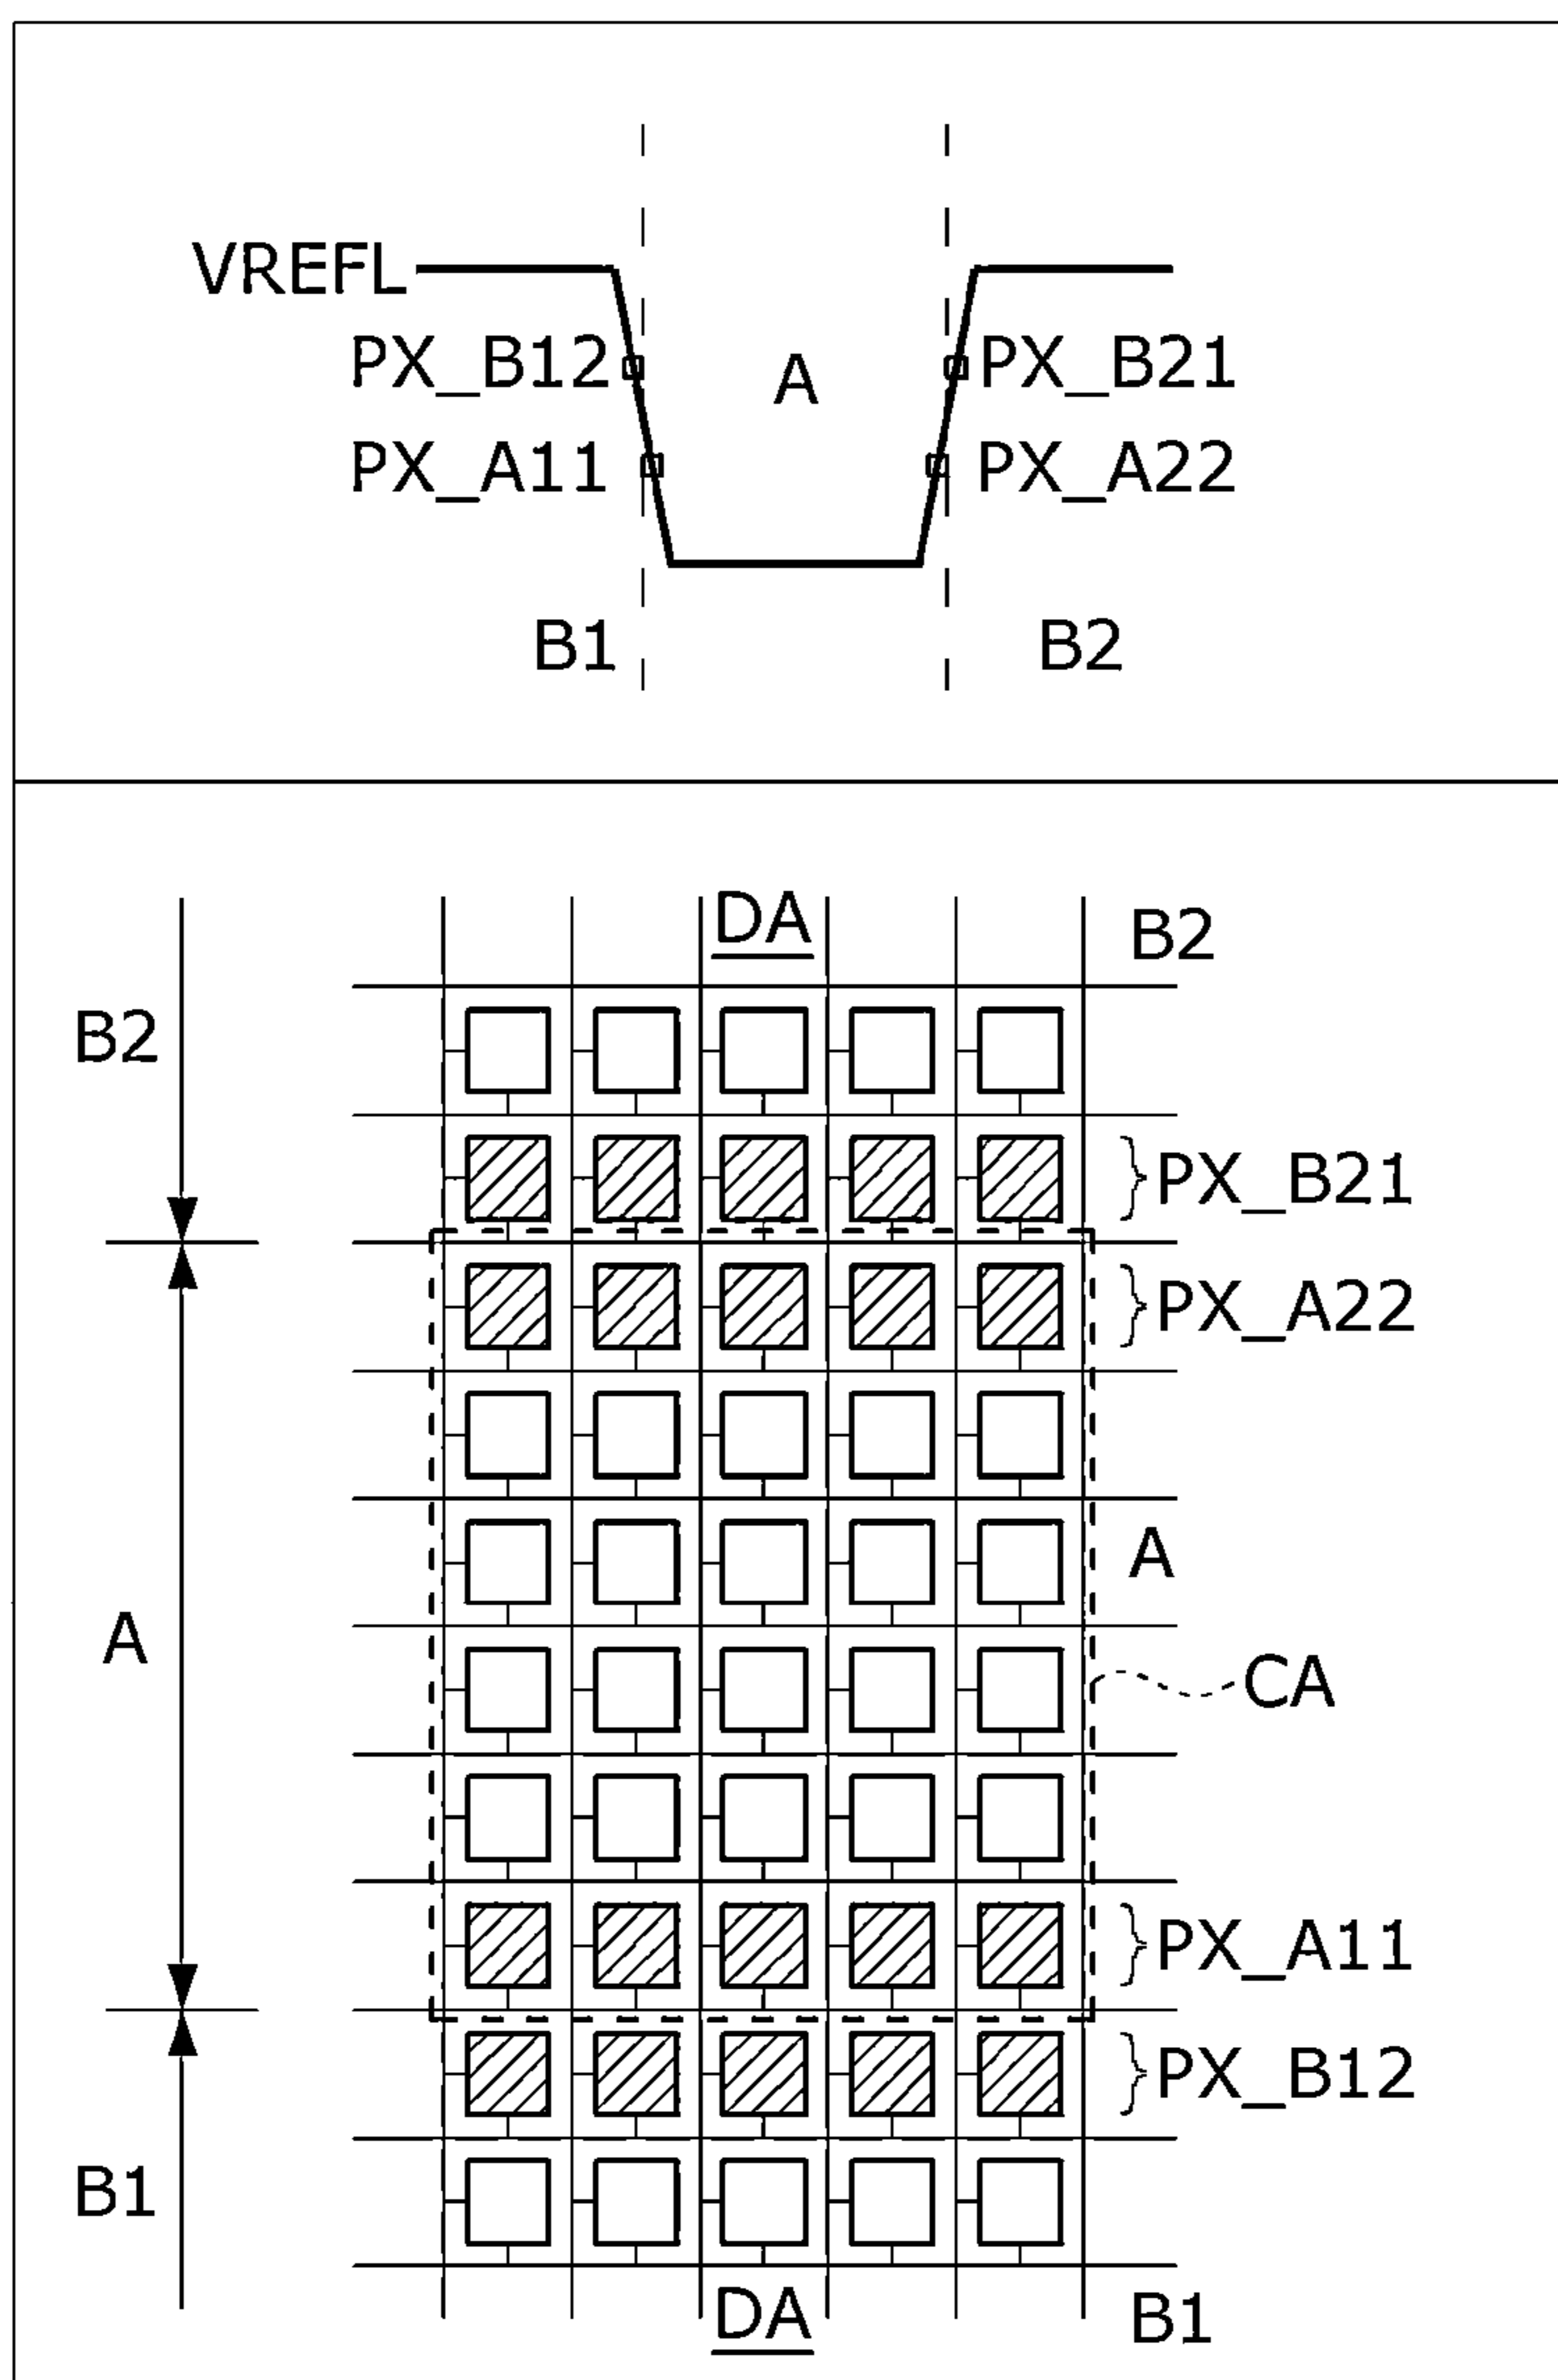 VREFL
PX_B12 A PX_B21
PX_A11 PX_A22
B1 B2
DA B2
B2
PX_B21
PX_A22
A
A
CA
PX_A11
PX_B12
B1
DA B1